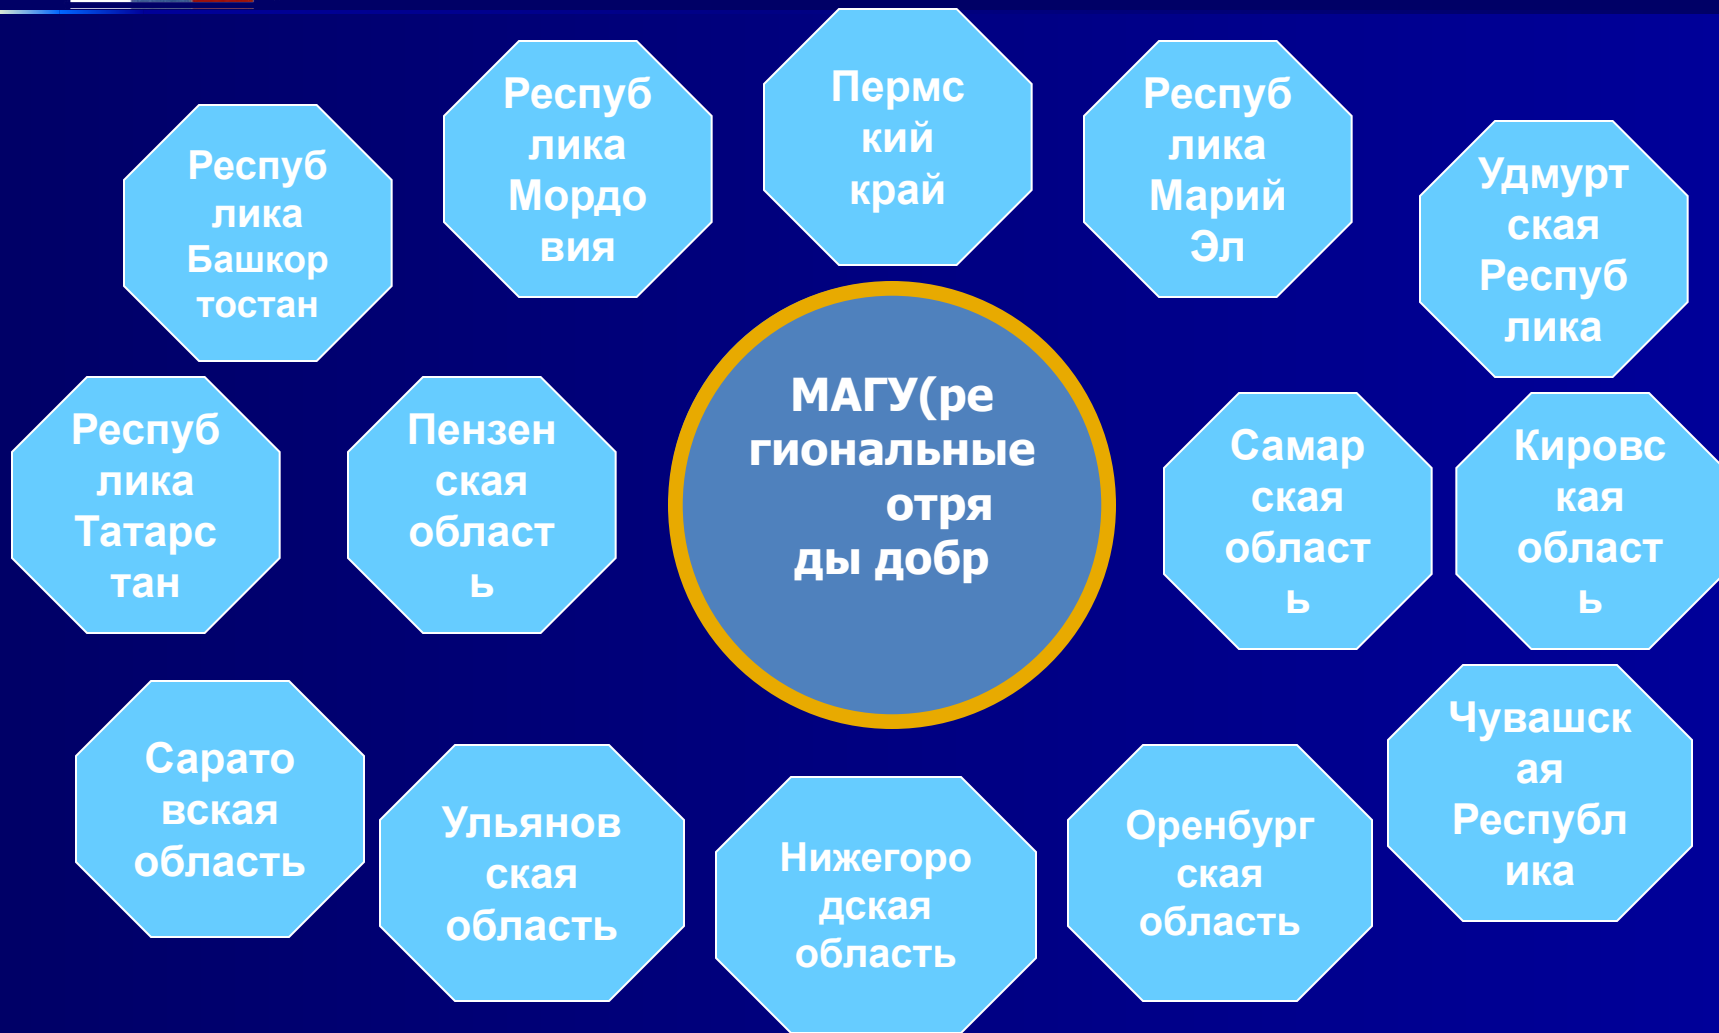 Респуб
лика
Башкор
тостан
Респуб
лика
Мордо
вия
Пермс
кий
край
Респуб
лика
Марий
Эл
Удмурт
ская
Респуб
лика
Респуб
лика
Татарс
тан
Пензен
ская
област
ь
МАГУ(ре
гиональные
отря
ды добр
Самар
ская
област
ь
Кировс
кая
област
ь
Сарато
вская
область
Ульянов
ская
область
Нижегоро
дская
область
Оренбург
ская
область
Чувашск
ая
Республ
ика